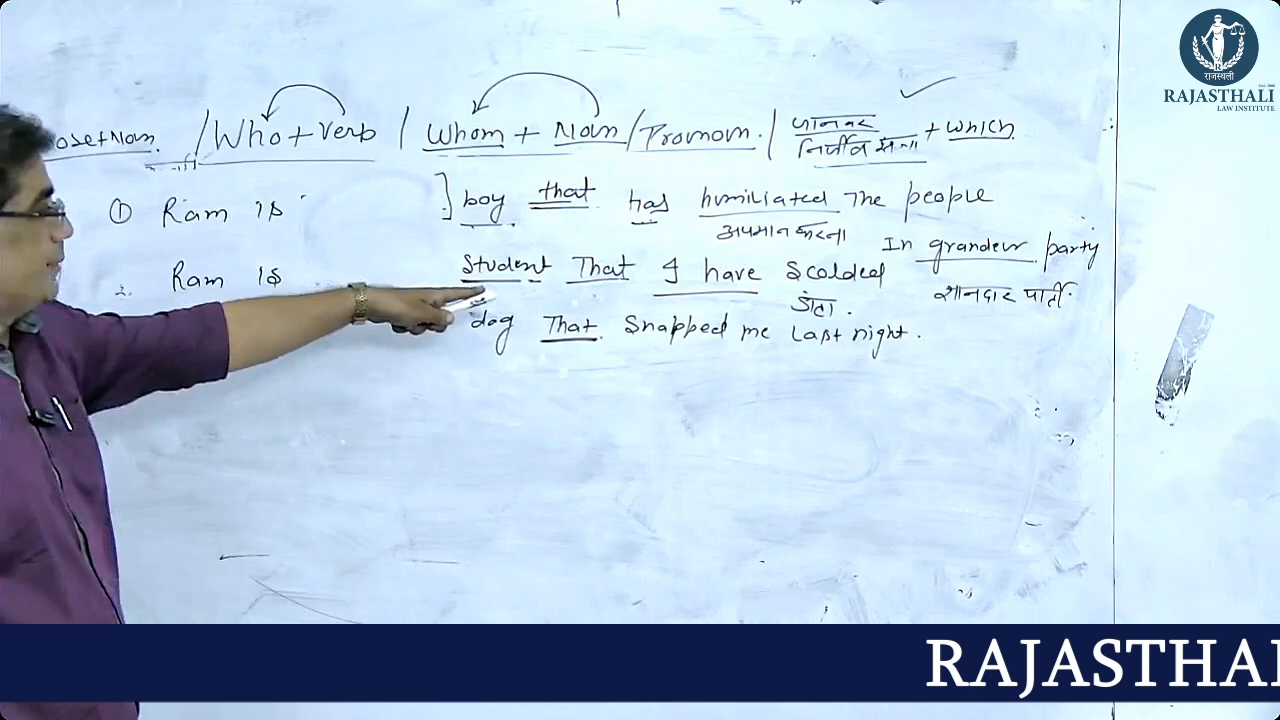 / Who + verb / Whom + Noun / Pronoun. / जानवर + which
निर्जीव संज्ञा
① Ram is ] boy that has humiliated The people
अपमान करना
In grandeur party
शानदार पार्टी.
2. Ram is Student That I have Scolded
डांटा.
dog That Snapped me Last night.
राजस्थली
RAJASTHALI
LAW INSTITUTE
RAJASTHAL